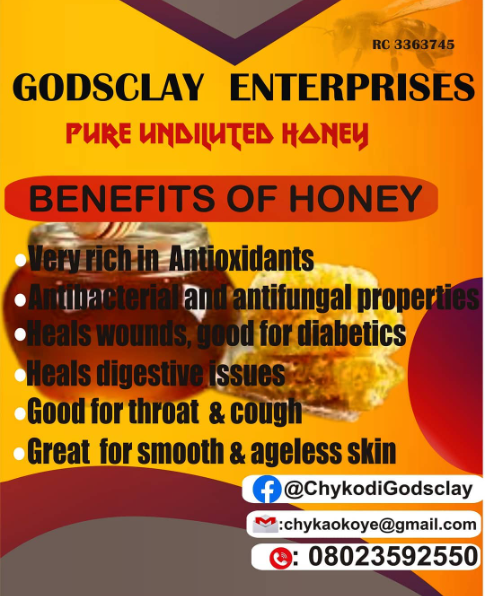 RC 3363745
GODSCLAY ENTERPRISES
PURE UNDILUTED HONEY
BENEFITS OF HONEY
•Very rich in Antioxidants
•Antibacterial and antifungal properties
•Heals wounds, good for diabetics
•Heals digestive issues
•Good for throat & cough
•Great for smooth & ageless skin
@ChykodiGodsclay
:chykaokoye@gmail.com
: 08023592550